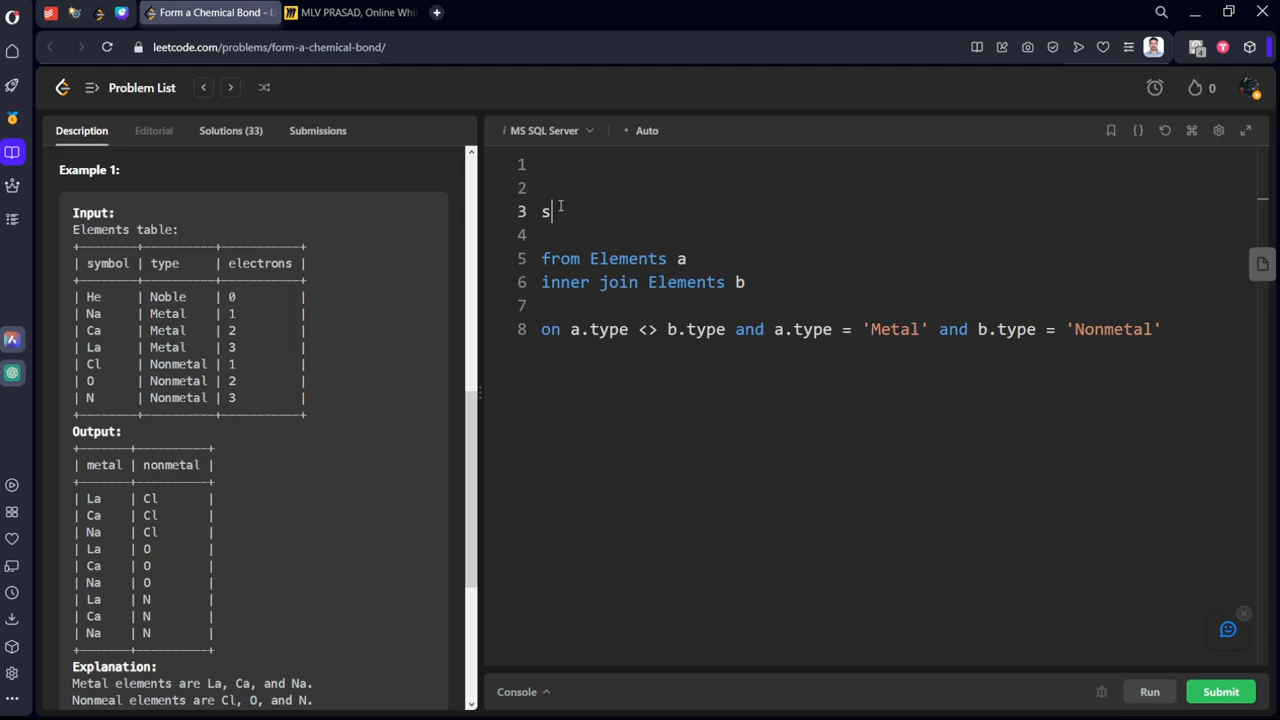 Form a Chemical Bond - L
MLV PRASAD, Online Whi
leetcode.com/problems/form-a-chemical-bond/
4
Problem List
0
Description Editorial Solutions (33) Submissions
MS SQL Server • Auto
Example 1:
Input:
Elements table:
+--------+----------+-----------+
| symbol | type | electrons |
+--------+----------+-----------+
| He | Noble | 0 |
| Na | Metal | 1 |
| Ca | Metal | 2 |
| La | Metal | 3 |
| Cl | Nonmetal | 1 |
| O | Nonmetal | 2 |
| N | Nonmetal | 3 |
+--------+----------+-----------+
Output:
+-------+----------+
| metal | nonmetal |
+-------+----------+
| La | Cl |
| Ca | Cl |
| Na | Cl |
| La | O |
| Ca | O |
| Na | O |
| La | N |
| Ca | N |
| Na | N |
+-------+----------+
Explanation:
Metal elements are La, Ca, and Na.
Nonmeal elements are Cl, O, and N.
1
2
3 s
4
5 from Elements a
6 inner join Elements b
7
8 on a.type <> b.type and a.type = 'Metal' and b.type = 'Nonmetal'
Console
Run
Submit